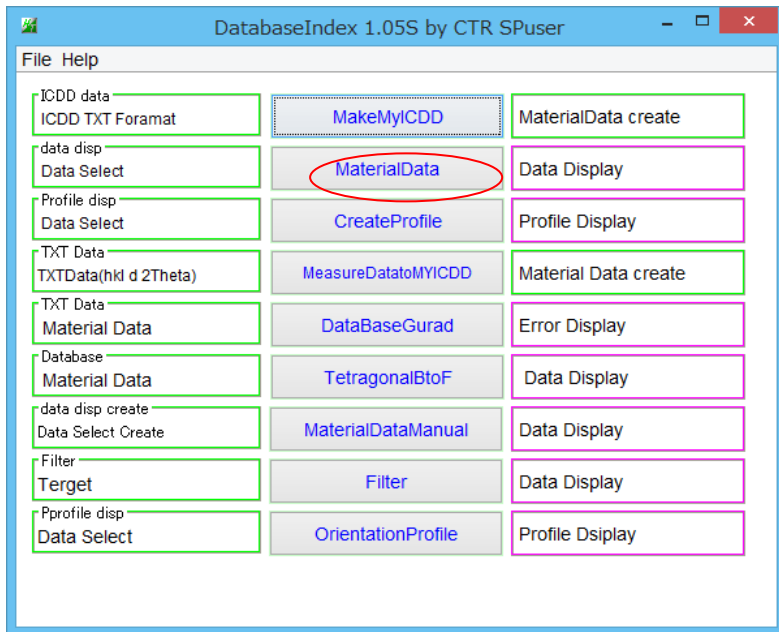 DatabaseIndex 1.05S by CTR SPuser
File Help
ICDD data
ICDD TXT Foramat
MakeMyICDD
MaterialData create
data disp
Data Select
MaterialData
Data Display
Profile disp
Data Select
CreateProfile
Profile Display
TXT Data
TXTData(hkl d 2Theta)
MeasureDatatoMYICDD
Material Data create
TXT Data
Material Data
DataBaseGurad
Error Display
Database
Material Data
TetragonalBtoF
Data Display
data disp create
Data Select Create
MaterialDataManual
Data Display
Filter
Terget
Filter
Data Display
Pprofile disp
Data Select
OrientationProfile
Profile Dsiplay